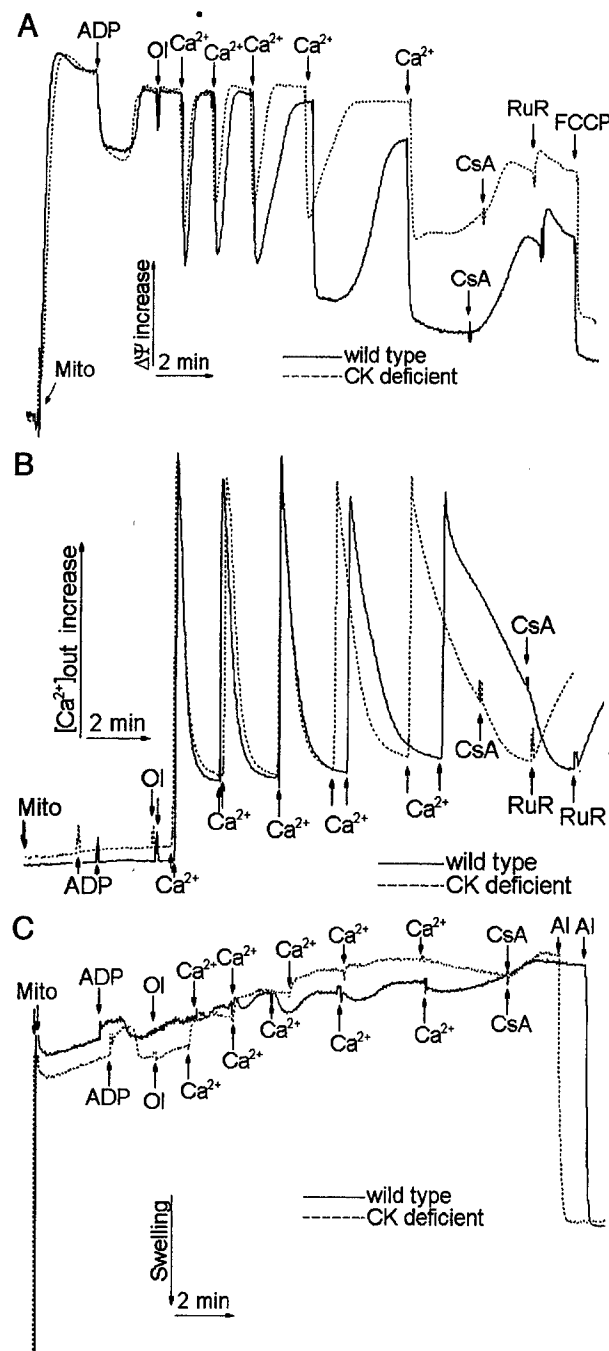 A
ADP
Ol
Ca2+
Ca2+
Ca2+
Ca2+
Ca2+
RuR
FCCP
CsA
CsA
ΔΨ increase
2 min
wild type
CK deficient
Mito
B
[Ca2+]out increase
2 min
CsA
CsA
Mito
Ol
ADP
Ca2+
Ca2+
Ca2+
Ca2+
Ca2+
RuR
RuR
wild type
CK deficient
C
Mito
ADP
Ol
Ca2+
Ca2+
Ca2+
Ca2+
Ca2+
CsA
Al
Al
ADP
Ol
Ca2+
Ca2+
Ca2+
Ca2+
Ca2+
CsA
Swelling
2 min
wild type
CK deficient